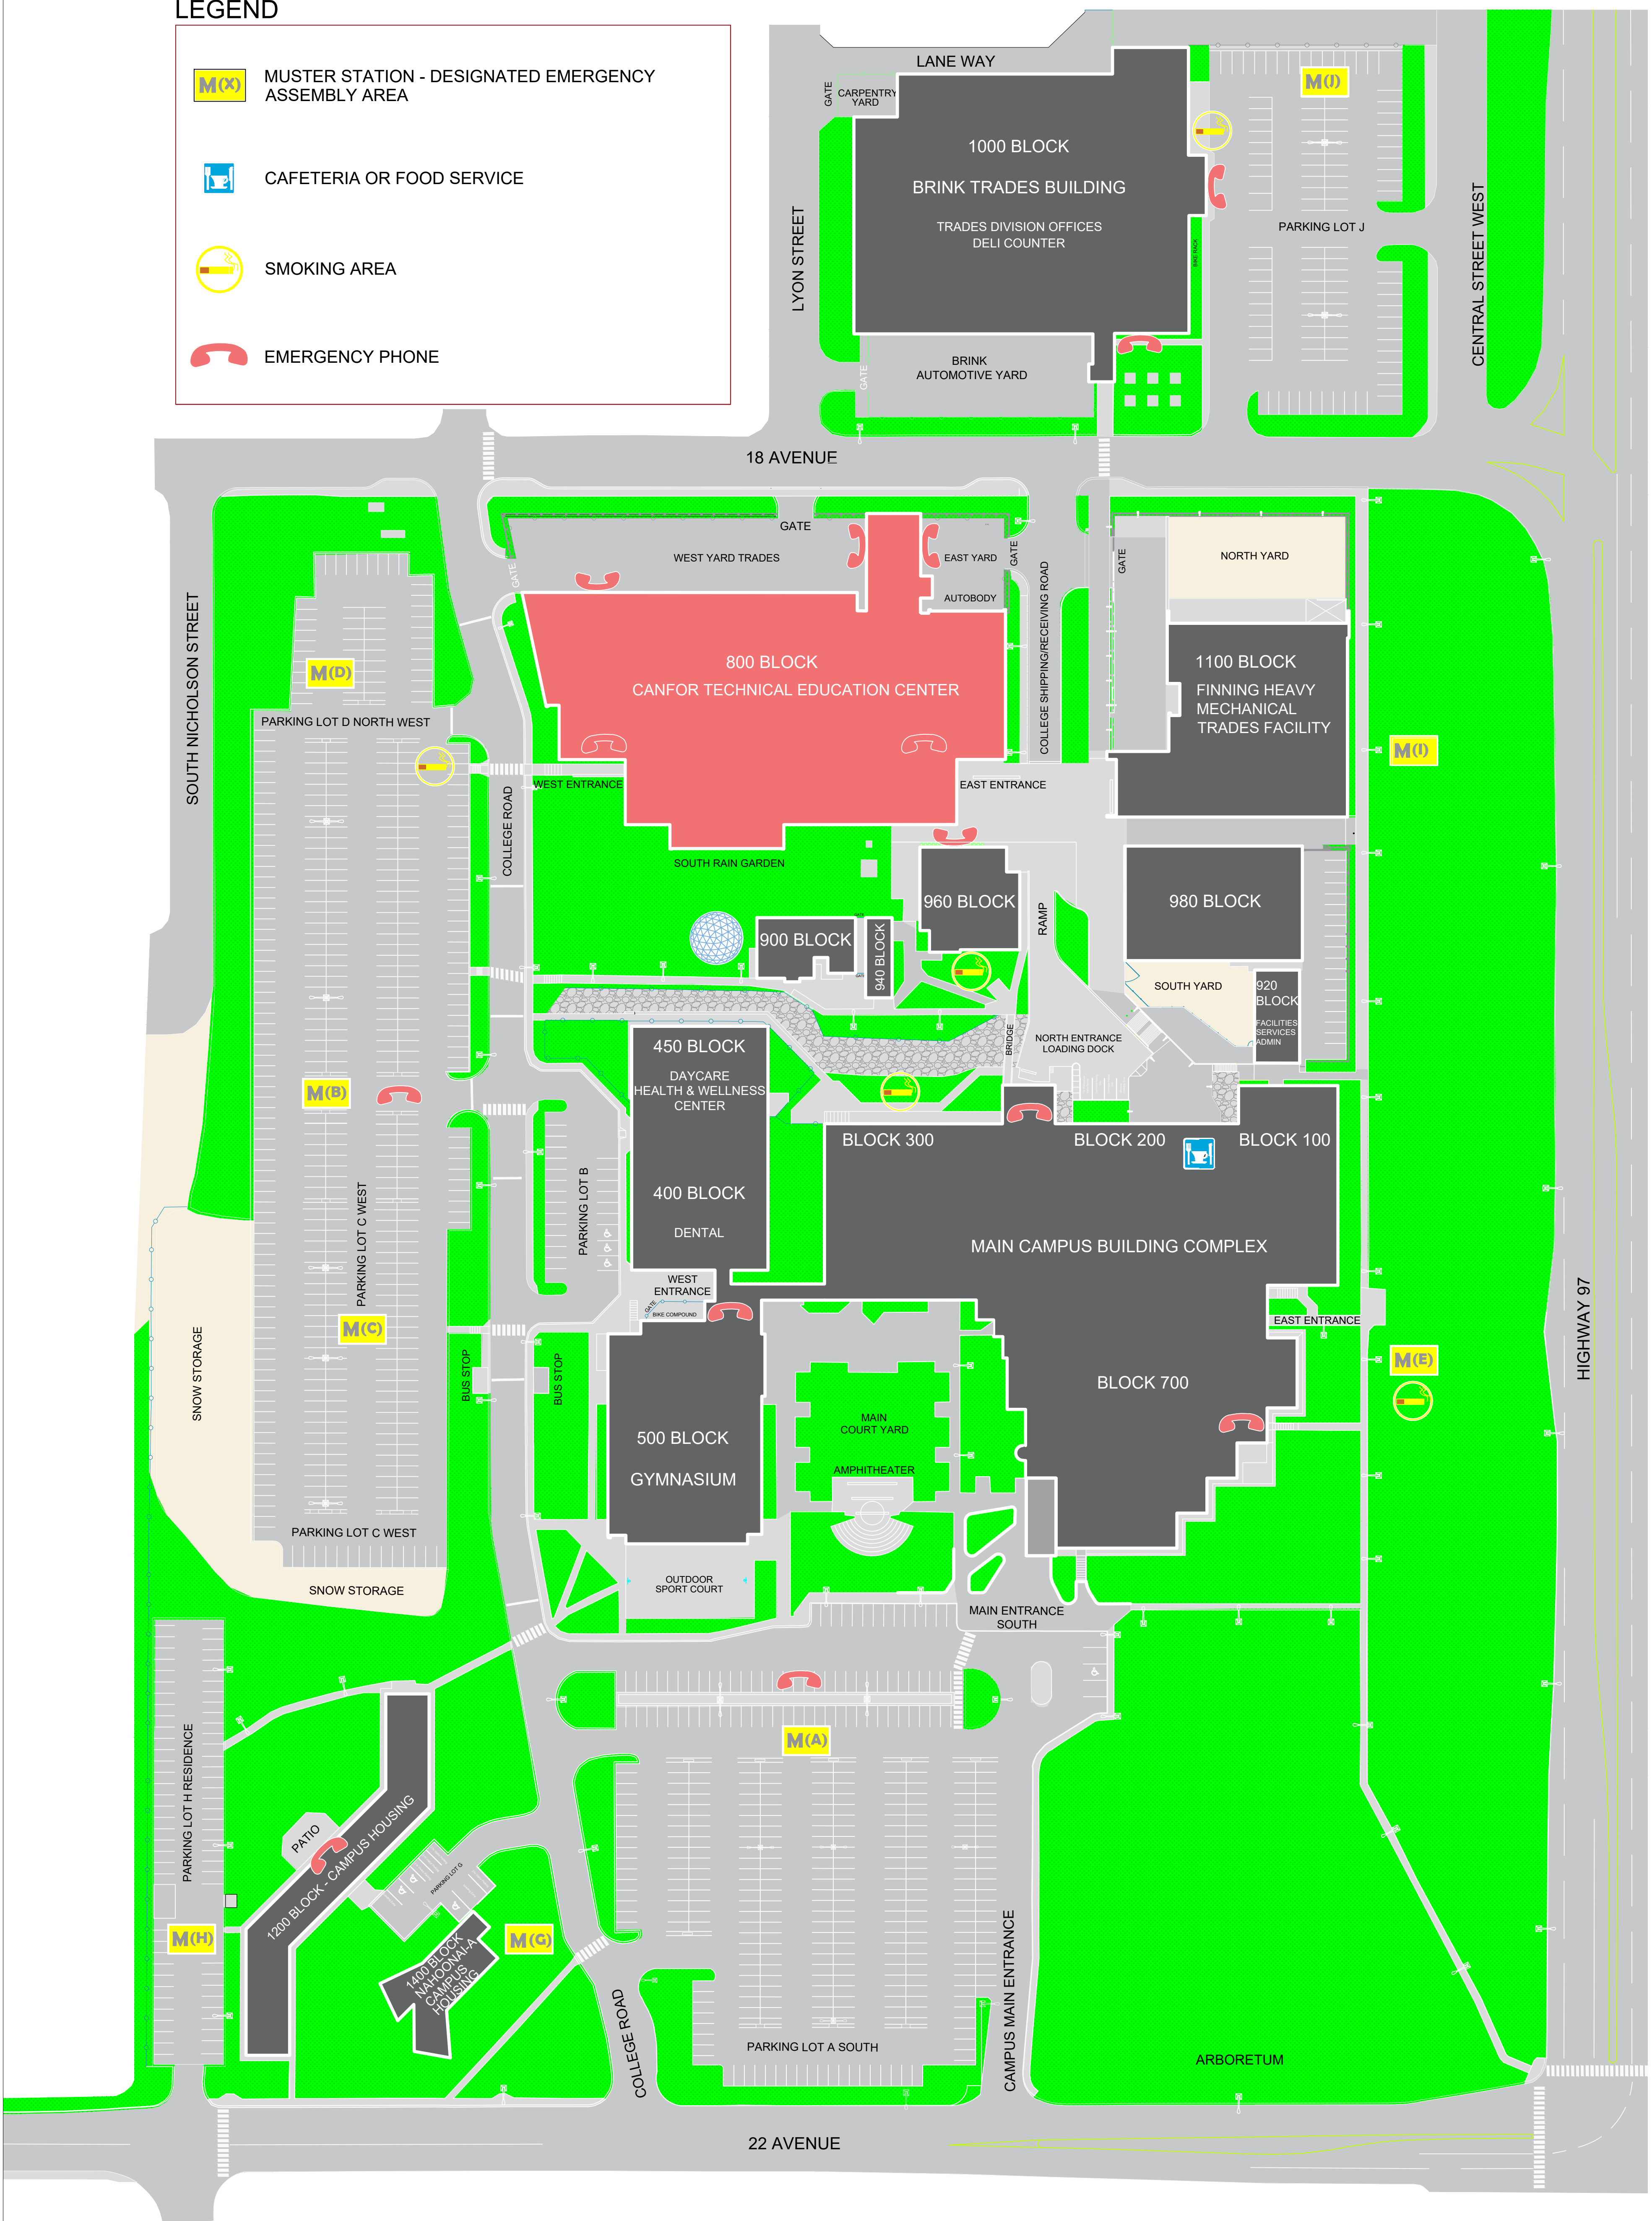 LEGEND
M(X)
MUSTER STATION - DESIGNATED EMERGENCY
ASSEMBLY AREA
CAFETERIA OR FOOD SERVICE
SMOKING AREA
EMERGENCY PHONE
LANE WAY
GATE
CARPENTRY
YARD
M(J)
1000 BLOCK
BRINK TRADES BUILDING
TRADES DIVISION OFFICES
DELI COUNTER
LYON STREET
BIKE RACK
PARKING LOT J
CENTRAL STREET WEST
BRINK
AUTOMOTIVE YARD
GATE
18 AVENUE
GATE
WEST YARD TRADES
EAST YARD
GATE
AUTOBODY
GATE
COLLEGE SHIPPING/RECEIVING ROAD
GATE
NORTH YARD
SOUTH NICHOLSON STREET
M(D)
PARKING LOT D NORTH WEST
800 BLOCK
CANFOR TECHNICAL EDUCATION CENTER
1100 BLOCK
FINNING HEAVY
MECHANICAL
TRADES FACILITY
M(I)
COLLEGE ROAD
WEST ENTRANCE
EAST ENTRANCE
SOUTH RAIN GARDEN
900 BLOCK
940 BLOCK
960 BLOCK
RAMP
980 BLOCK
SOUTH YARD
920
BLOCK
FACILITIES
SERVICES
ADMIN
BRIDGE
NORTH ENTRANCE
LOADING DOCK
450 BLOCK
DAYCARE
HEALTH & WELLNESS
CENTER
M(B)
BLOCK 300
BLOCK 200
BLOCK 100
PARKING LOT B
400 BLOCK
DENTAL
PARKING LOT C WEST
MAIN CAMPUS BUILDING COMPLEX
WEST
ENTRANCE
GATE
BIKE COMPOUND
M(C)
EAST ENTRANCE
HIGHWAY 97
M(E)
SNOW STORAGE
BUS STOP
BUS STOP
BLOCK 700
MAIN
COURT YARD
500 BLOCK
GYMNASIUM
AMPHITHEATER
PARKING LOT C WEST
SNOW STORAGE
OUTDOOR
SPORT COURT
MAIN ENTRANCE
SOUTH
M(A)
PARKING LOT H RESIDENCE
PATIO
1200 BLOCK - CAMPUS HOUSING
PARKING LOT G
M(H)
M(G)
1400 BLOCK
NAHOONAI-A
CAMPUS
HOUSING
COLLEGE ROAD
PARKING LOT A SOUTH
CAMPUS MAIN ENTRANCE
ARBORETUM
22 AVENUE